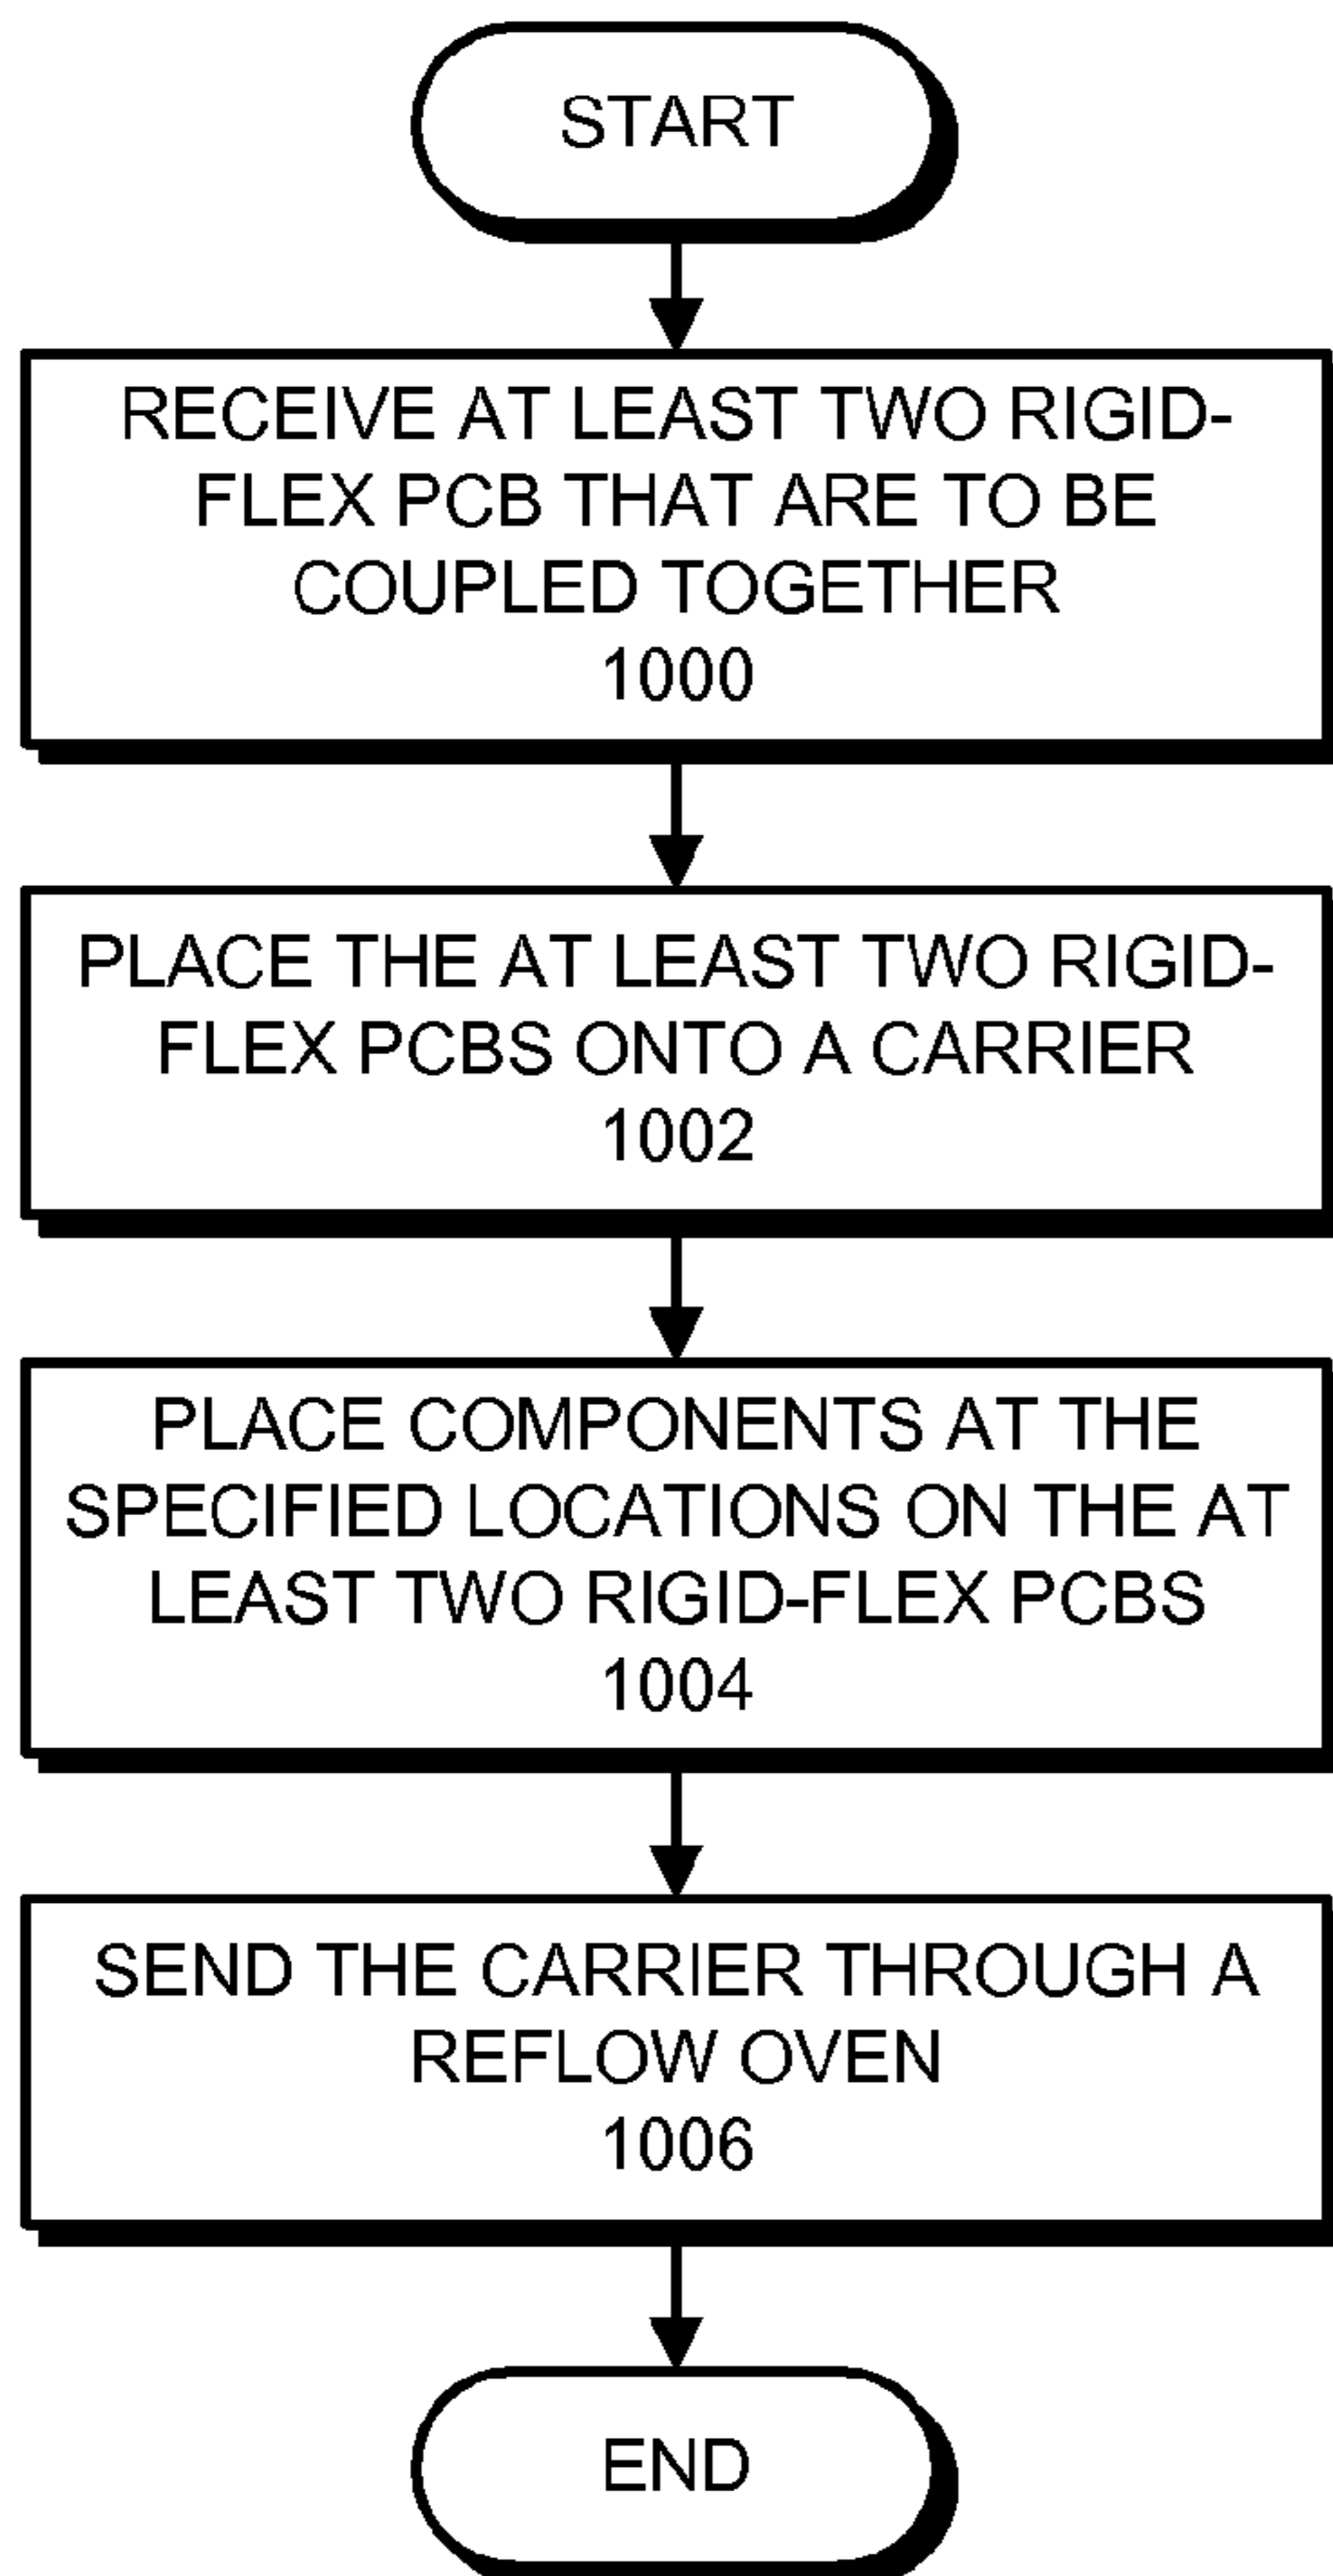 START
RECEIVE AT LEAST TWO RIGID-
FLEX PCB THAT ARE TO BE
COUPLED TOGETHER
1000
PLACE THE AT LEAST TWO RIGID-
FLEX PCBS ONTO A CARRIER
1002
PLACE COMPONENTS AT THE
SPECIFIED LOCATIONS ON THE AT
LEAST TWO RIGID-FLEX PCBS
1004
SEND THE CARRIER THROUGH A
REFLOW OVEN
1006
END